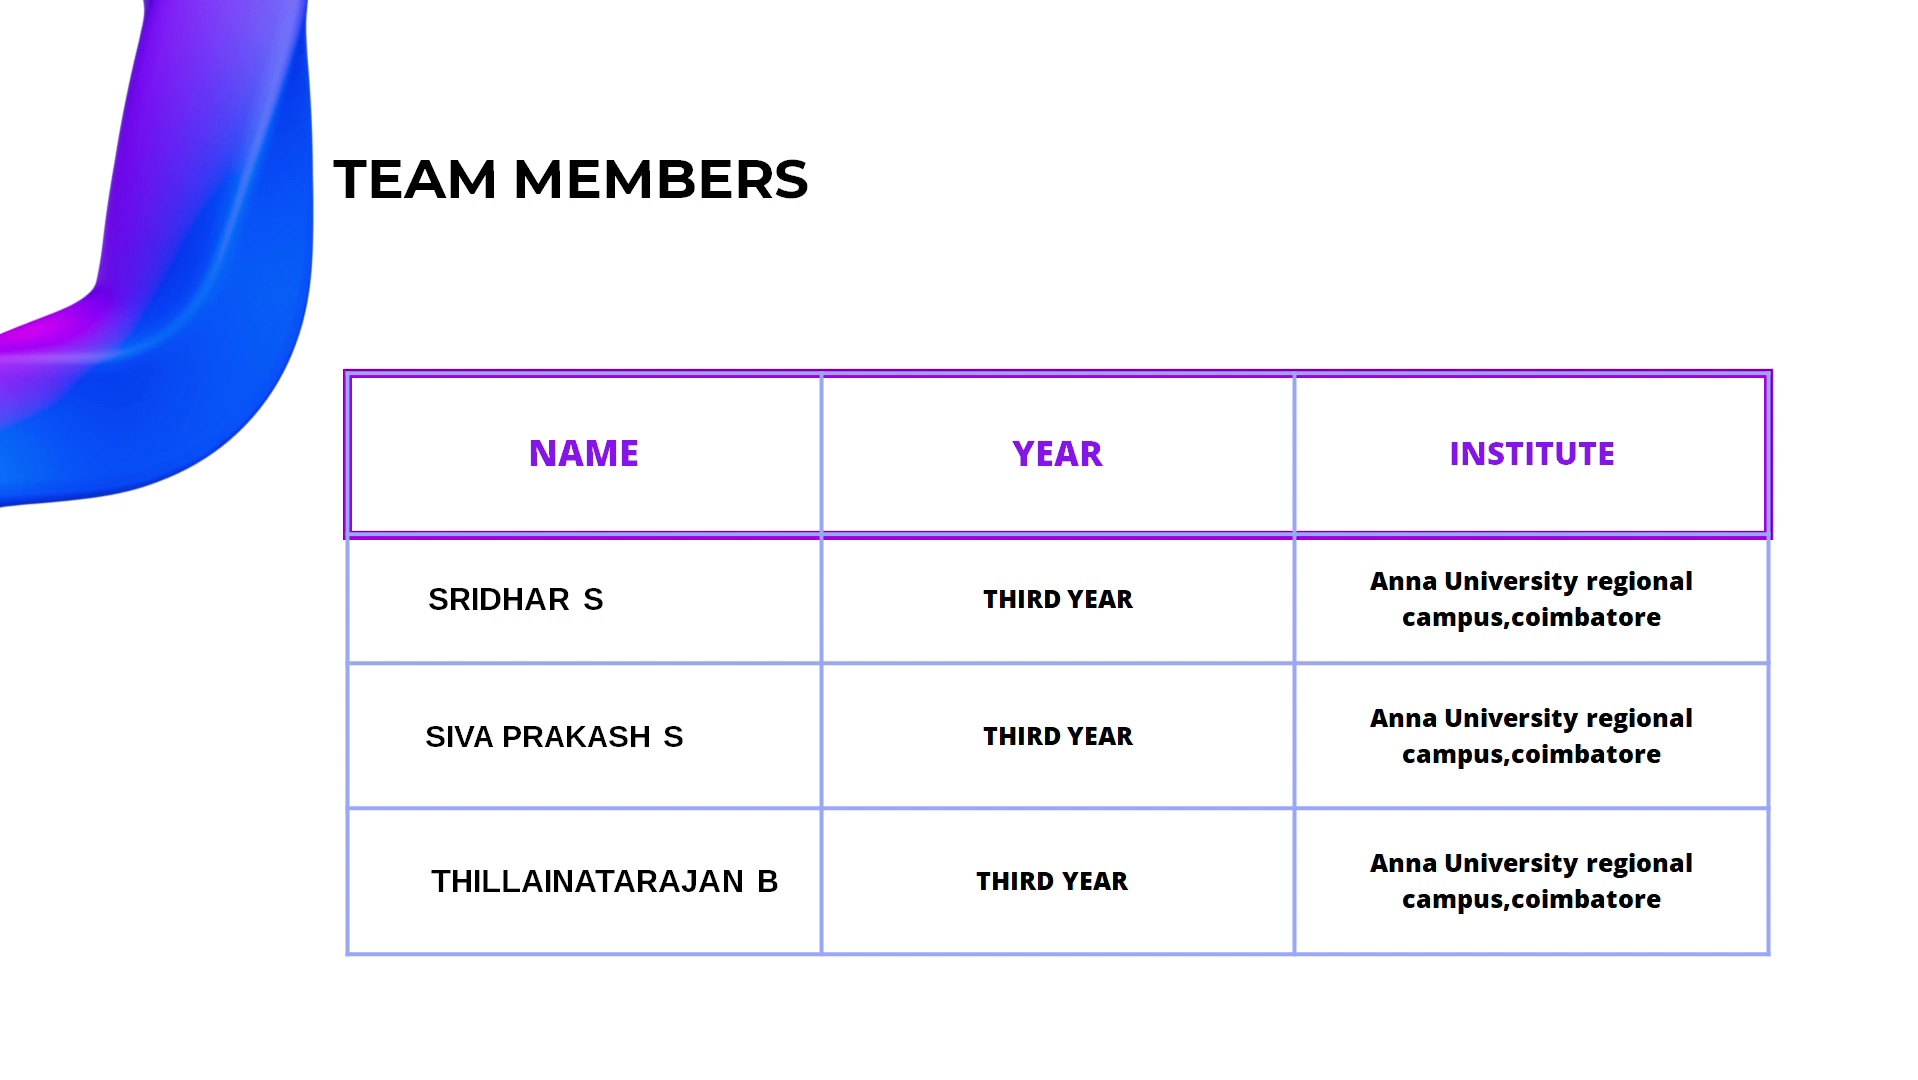 TEAM MEMBERS
NAME YEAR INSTITUTE
SRIDHAR S THIRD YEAR Anna University regional
campus,coimbatore
SIVA PRAKASH S THIRD YEAR Anna University regional
campus,coimbatore
THILLAINATARAJAN B THIRD YEAR Anna University regional
campus,coimbatore